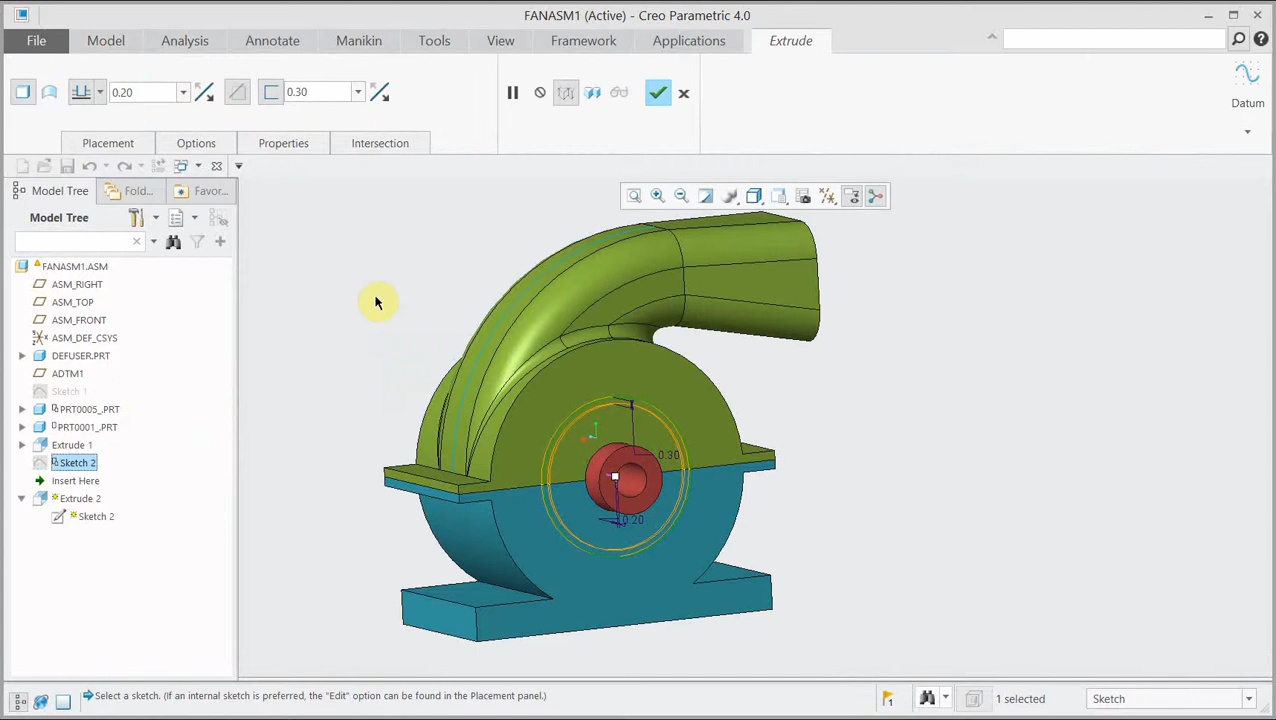 FANASM1 (Active) - Creo Parametric 4.0
File Model Analysis Annotate Manikin Tools View Framework Applications Extrude
0.20 0.30
Datum
Placement Options Properties Intersection
Model Tree Fold... Favor...
Model Tree
FANASM1.ASM
ASM_RIGHT
ASM_TOP
ASM_FRONT
ASM_DEF_CSYS
DEFUSER.PRT
ADTM1
Sketch 1
PRT0005_.PRT
PRT0001_.PRT
Extrude 1
Sketch 2
Insert Here
Extrude 2
Sketch 2
0.30
0.20
Select a sketch. (If an internal sketch is preferred, the "Edit" option can be found in the Placement panel.)
1
1 selected
Sketch